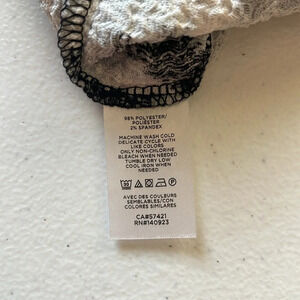 98% POLYESTER/
POLIESTER
2% SPANDEX
MACHINE WASH COLD
DELICATE CYCLE WITH
LIKE COLORS
ONLY NON-CHLORINE
BLEACH WHEN NEEDED
TUMBLE DRY LOW
COOL IRON WHEN NEEDED
AVEC DES COULEURS
SEMBLABLES/CON
COLORES SIMILARES
CA#57421
RN#140923